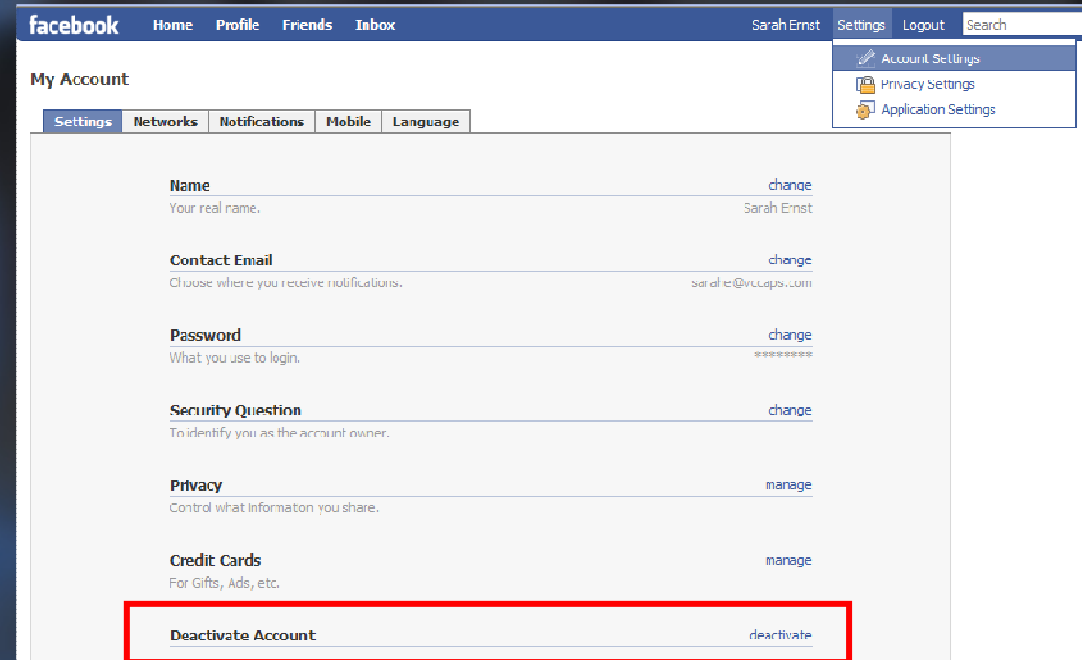 facebook Home Profile Friends Inbox Sarah Ernst Settings Logout Search
Account Settings
Privacy Settings
Application Settings
My Account
Settings Networks Notifications Mobile Language
Name change
Your real name. Sarah Ernst
Contact Email change
Choose where you receive notifications. sarahe@vccaps.com
Password change
What you use to login. ********
Security Question change
To identify you as the account owner.
Privacy manage
Control what information you share.
Credit Cards manage
For Gifts, Ads, etc.
Deactivate Account deactivate